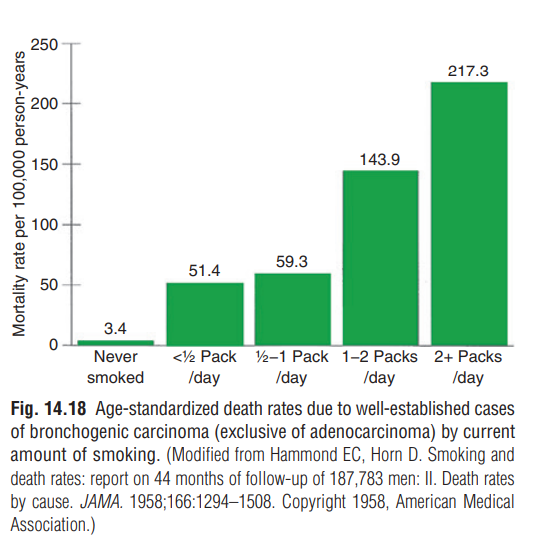 Mortality rate per 100,000 person-years
250
200
150
100
50
0
3.4
51.4
59.3
143.9
217.3
Never smoked
<½ Pack /day
½–1 Pack /day
1–2 Packs /day
2+ Packs /day
Fig. 14.18 Age-standardized death rates due to well-established cases
of bronchogenic carcinoma (exclusive of adenocarcinoma) by current
amount of smoking. (Modified from Hammond EC, Horn D. Smoking and
death rates: report on 44 months of follow-up of 187,783 men: II. Death rates
by cause. JAMA. 1958;166:1294–1508. Copyright 1958, American Medical
Association.)